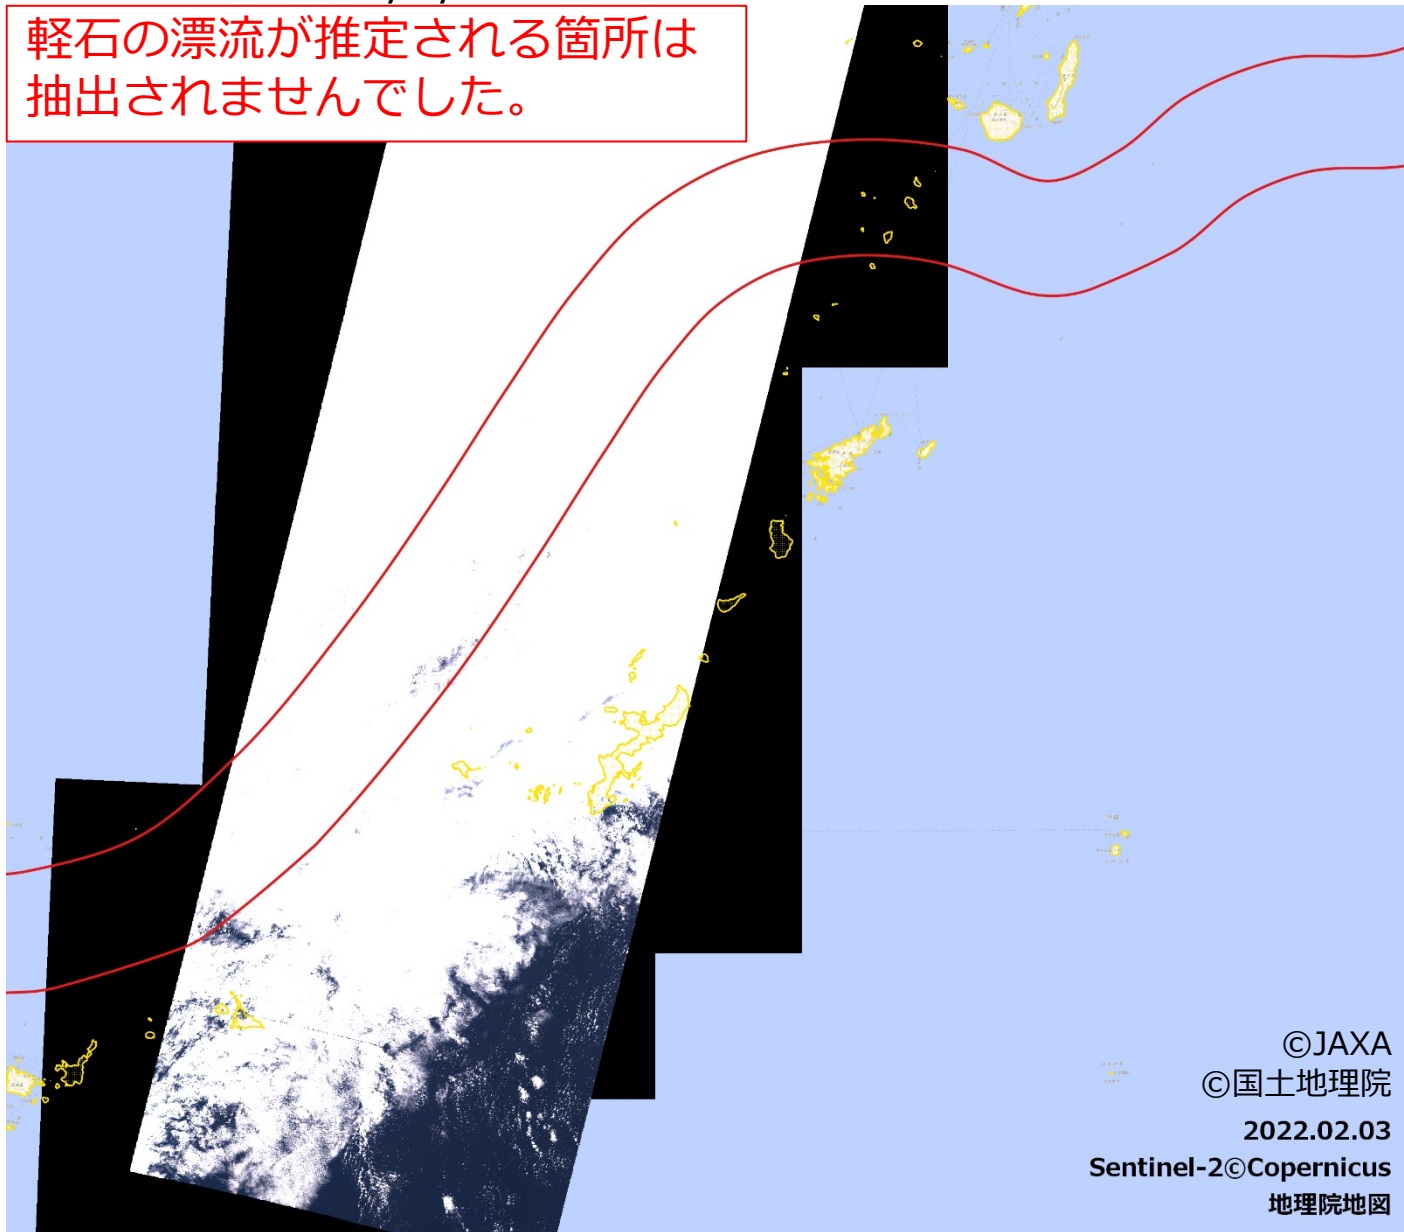 軽石の漂流が推定される箇所は
抽出されませんでした。
©JAXA
©国土地理院
2022.02.03
Sentinel-2©Copernicus
地理院地図